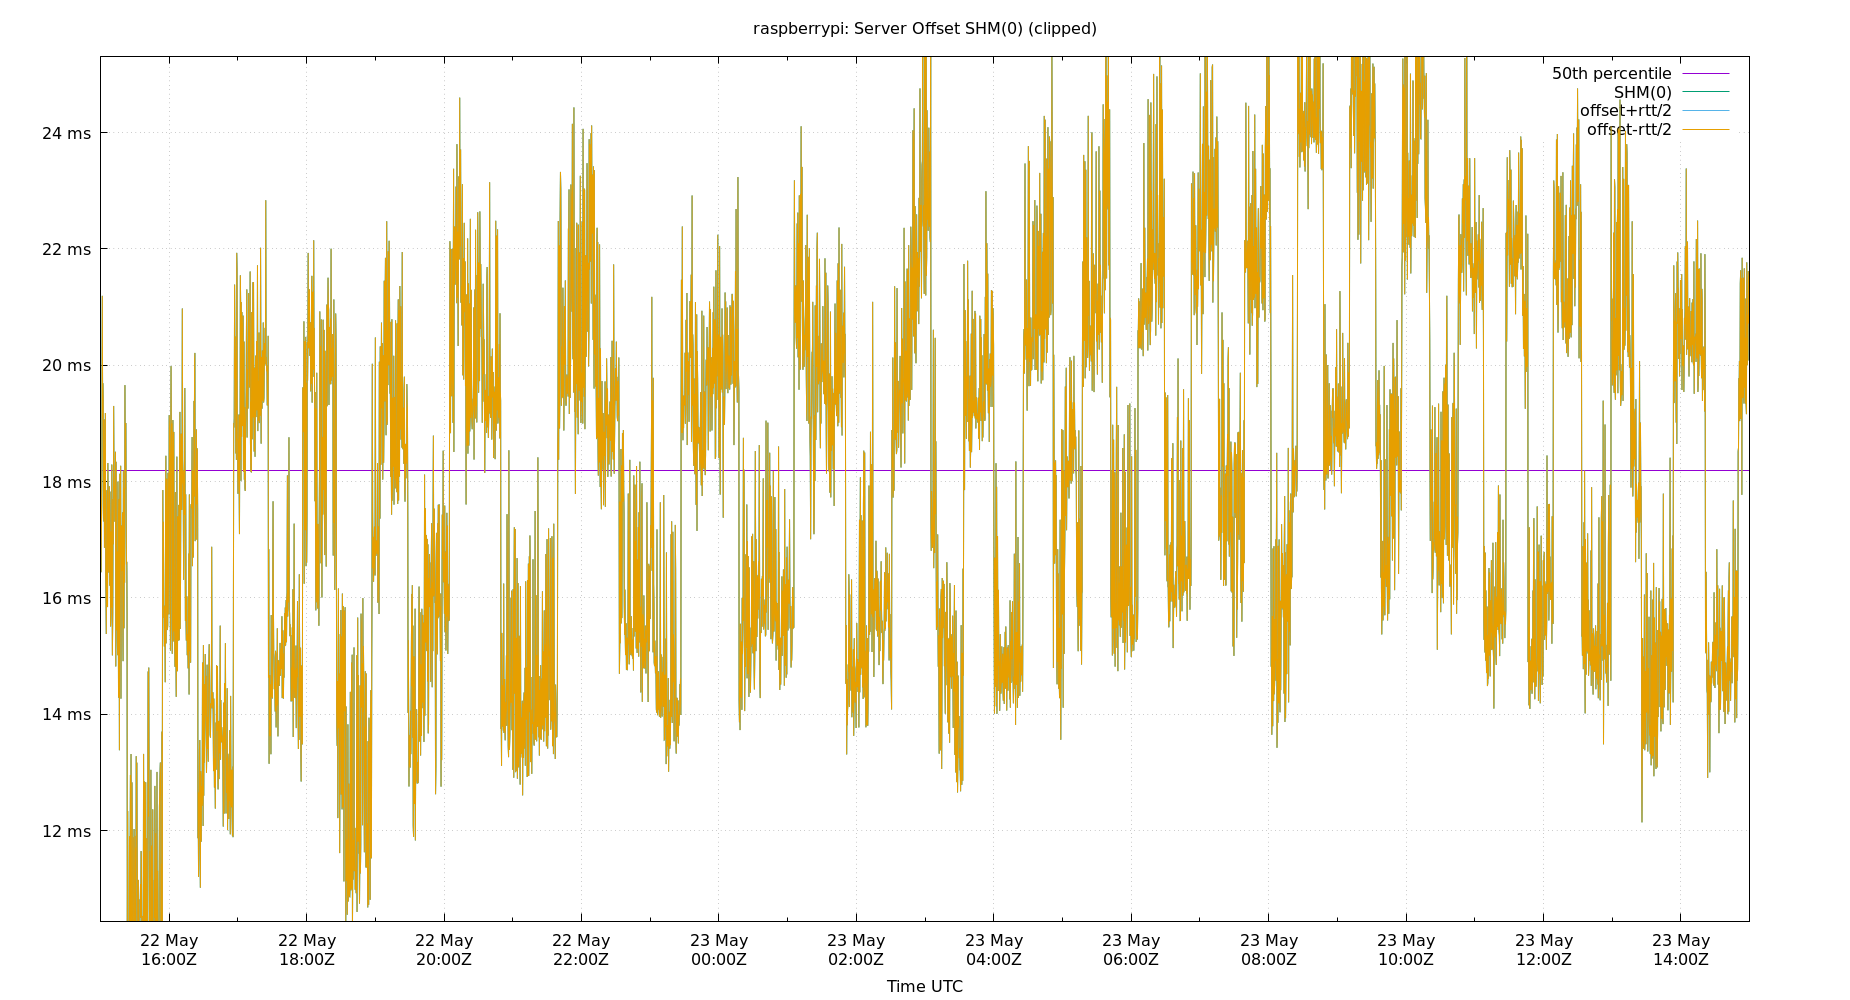 raspberrypi: Server Offset SHM(0) (clipped)
50th percentile
SHM(0)
offset+rtt/2
offset-rtt/2
24 ms
22 ms
20 ms
18 ms
16 ms
14 ms
12 ms
22 May 22 May 22 May 22 May 23 May 23 May 23 May 23 May 23 May 23 May 23 May 23 May
16:00Z 18:00Z 20:00Z 22:00Z 00:00Z 02:00Z 04:00Z 06:00Z 08:00Z 10:00Z 12:00Z 14:00Z
Time UTC